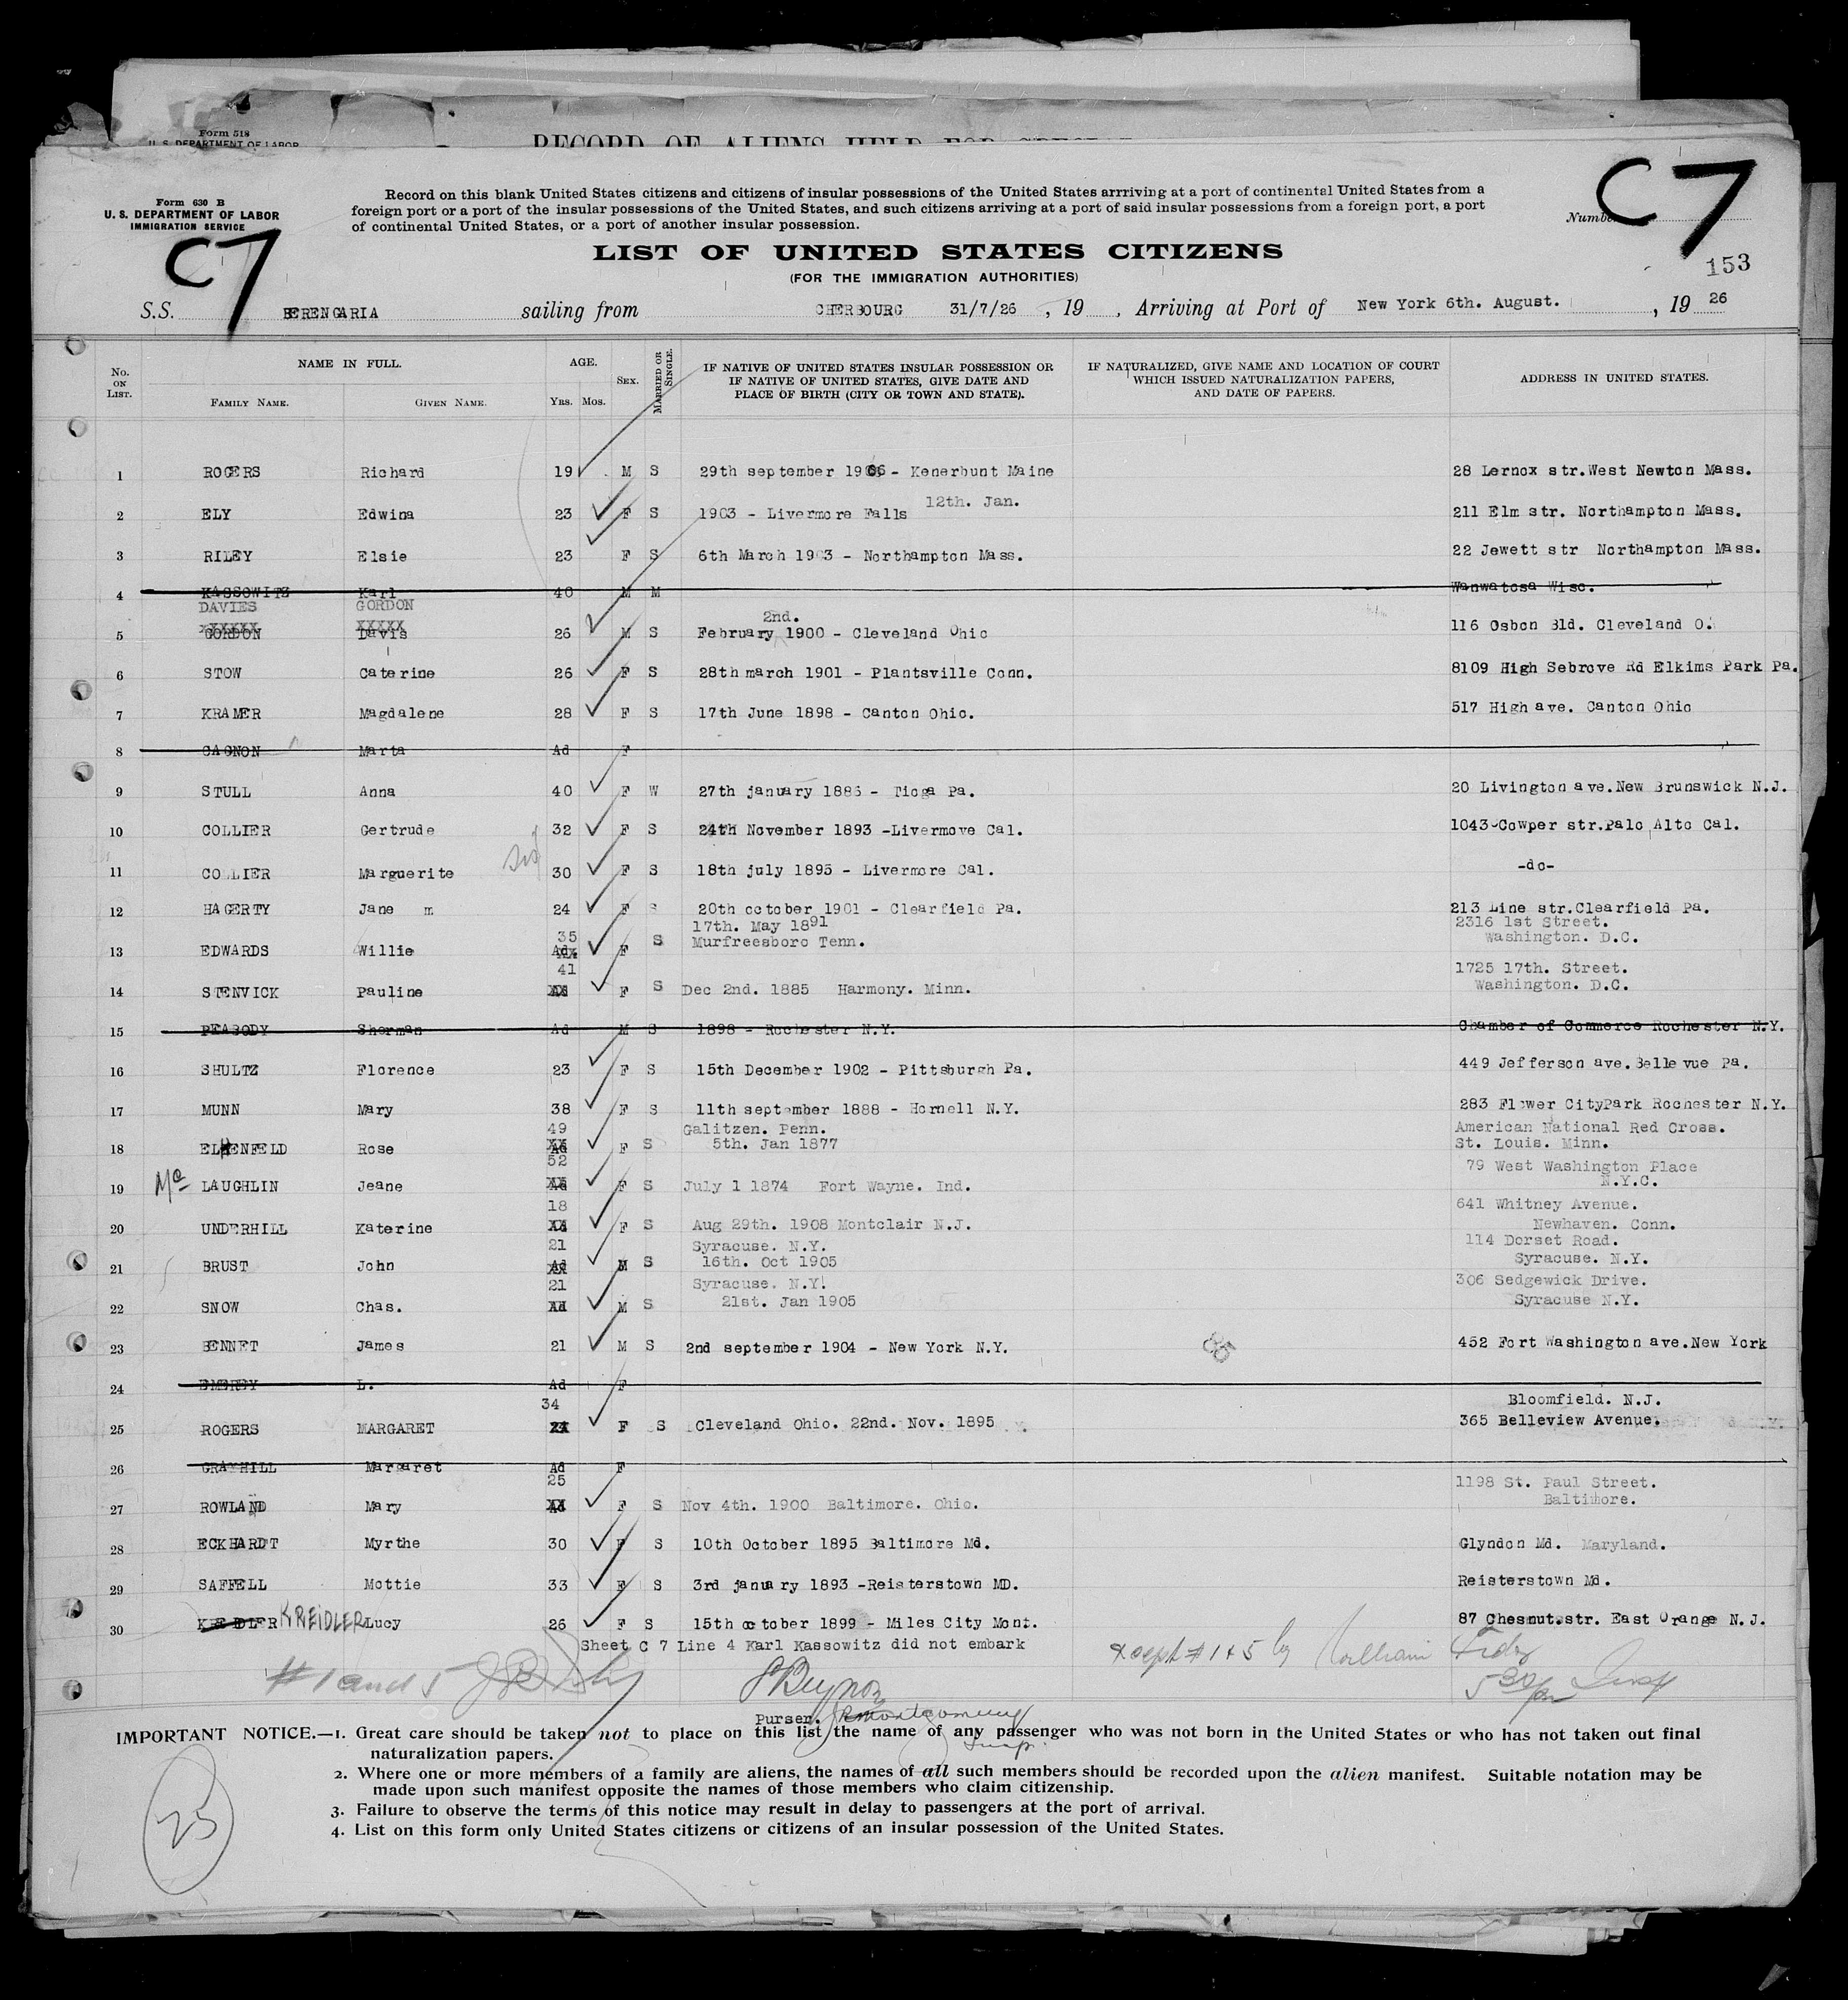 Form 518
U. S. DEPARTMENT OF LABOR
RECORD OF ALIENS HELD FOR
C7
C7
Form 630 B
U. S. DEPARTMENT OF LABOR
IMMIGRATION SERVICE
Record on this blank United States citizens and citizens of insular possessions of the United States arrriving at a port of continental United States from a
foreign port or a port of the insular possessions of the United States, and such citizens arriving at a port of said insular possessions from a foreign port, a port
of continental United States, or a port of another insular possession.
Number
LIST OF UNITED STATES CITIZENS
(FOR THE IMMIGRATION AUTHORITIES)
153
S.S. BERENGARIA sailing from CHERBOURG 31/7/26 , 19 , Arriving at Port of New York 6th. August. , 19 26
No. ON LIST. NAME IN FULL. FAMILY NAME. GIVEN NAME. AGE. YRS. MOS. SEX. MARRIED OR SINGLE. IF NATIVE OF UNITED STATES INSULAR POSSESSION OR IF NATIVE OF UNITED STATES, GIVE DATE AND PLACE OF BIRTH (CITY OR TOWN AND STATE). IF NATURALIZED, GIVE NAME AND LOCATION OF COURT WHICH ISSUED NATURALIZATION PAPERS, AND DATE OF PAPERS. ADDRESS IN UNITED STATES.
1 ROGERS Richard 19 M S 29th september 1906 - Kenerbunt Maine 28 Lernox str.West Newton Mass.
12th. Jan.
2 ELY Edwina 23 F S 1903 - Livermore Falls 211 Elm str. Northampton Mass.
3 RILEY Elsie 23 F S 6th March 1903 - Northampton Mass. 22 Jewett str Northampton Mass.
4 KASSOWITZ Karl 40 M M Wanwatosa Wisc.
DAVIES GORDON
xXXXXX XXXXX 2nd.
5 GORDON Davis 26 M S February 1900 - Cleveland Ohio 116 Osbon Bld. Cleveland O.
6 STOW Caterine 26 F S 28th march 1901 - Plantsville Conn. 8109 High Sebrove Rd Elkims Park Pa.
7 KRAMER Magdalene 28 F S 17th June 1898 - Canton Ohio. 517 High ave. Canton Ohio
8 GAGNON Marta Ad F
9 STULL Anna 40 F W 27th january 1886 - Tioga Pa. 20 Livington ave.New Brunswick N.J.
10 COLLIER Gertrude 32 F S 24th November 1893 -Livermove Cal. 1043 Cowper str.Palo Alto Cal.
11 COLLIER Marguerite 30 F S 18th july 1895 - Livermore Cal. -do-
12 HAGERTY Jane m 24 F S 20th october 1901 - Clearfield Pa. 213 Line str.Clearfield Pa.
35 17th. May 1891 2316 1st Street.
13 EDWARDS Willie Ad. F S Murfreesboro Tenn. Washington. D.C.
41 1725 17th. Street.
14 STENVICK Pauline Ad F S Dec 2nd. 1885 Harmony. Minn. Washington. D.C.
15 PEABODY Sherman Ad M S 1898 - Rochester N.Y. Chamber of Commerce Rochester N.Y.
16 SHULTZ Florence 23 F S 15th December 1902 - Pittsburgh Pa. 449 Jefferson ave.Bellevue Pa.
17 MUNN Mary 38 F S 11th september 1888 - Hornell N.Y. 283 Flower CityPark Rochester N.Y.
49 Galitzen. Penn. American National Red Cross.
18 ELHENFELD Rose Ad F S 5th. Jan 1877 St. Louis. Minn.
52 79 West Washington Place
19 Mc LAUGHLIN Jeane Ad F S July 1 1874 Fort Wayne. Ind. N.Y.C.
18 641 Whitney Avenue.
20 UNDERHILL Katerine Ad F S Aug 29th. 1908 Montclair N.J. Newhaven. Conn.
21 Syracuse. N.Y. 114 Dorset Road.
21 BRUST John Ad M S 16th. Oct 1905 Syracuse. N.Y.
21 Syracuse. N.Y. 306 Sedgewick Drive.
22 SNOW Chas. Ad M S 21st. Jan 1905 Syracuse N.Y.
23 BENNET James 21 M S 2nd september 1904 - New York N.Y. 452 Fort Washington ave.New York
24 EMEREY L. Ad F
34 Bloomfield. N.J.
25 ROGERS MARGARET F S Cleveland Ohio. 22nd. Nov. 1895 365 Belleview Avenue.
26 GRAYHILL Margaret Ad F
25 1198 St. Paul Street.
27 ROWLAND Mary Ad F S Nov 4th. 1900 Baltimore. Ohio. Baltimore.
28 ECKHARDT Myrthe 30 F S 10th October 1895 Baltimore Md. Glyndon Md. Maryland.
29 SAFFELL Mottie 33 F S 3rd january 1893 -Reisterstown MD. Reisterstown Md.
30 KREIDLER Lucy 26 F S 15th october 1899 - Miles City Mont. 87 Chesnut.str. East Orange N.J.
Sheet C 7 Line 4 Karl Kassowitz did not embark
#1 and 5
Purser.
IMPORTANT NOTICE.—1. Great care should be taken not to place on this list the name of any passenger who was not born in the United States or who has not taken out final
naturalization papers.
2. Where one or more members of a family are aliens, the names of all such members should be recorded upon the alien manifest. Suitable notation may be
made upon such manifest opposite the names of those members who claim citizenship.
3. Failure to observe the terms of this notice may result in delay to passengers at the port of arrival.
4. List on this form only United States citizens or citizens of an insular possession of the United States.
25